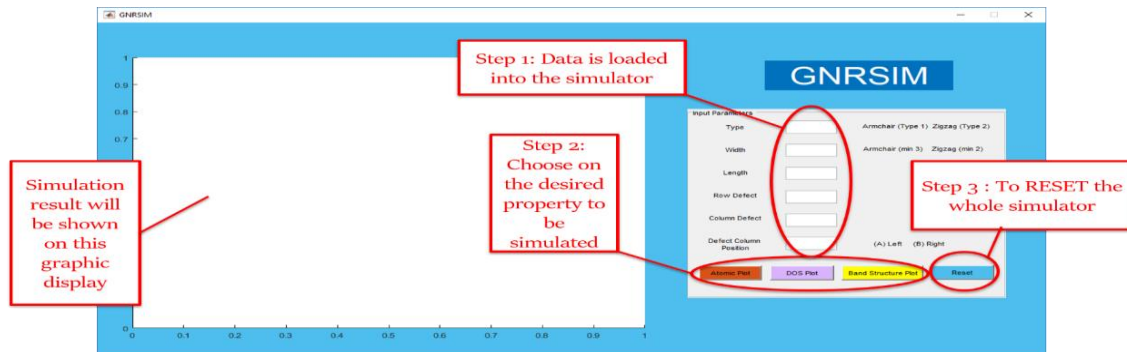 GNRSIM
Step 1: Data is loaded
into the simulator
GNRSIM
1
0.9
0.8
0.7
0
0
0.1
0.2
0.3
0.4
0.5
0.6
0.7
0.8
0.9
1
Simulation
result will
be shown
on this
graphic
display
Step 2:
Choose on
the desired
property to
be
simulated
Input Parameters
Type
Armchair (Type 1) Zigzag (Type 2)
Width
Armchair (min 3) Zigzag (min 2)
Length
Row Defect
Column Defect
Defect Column
Position
(A) Left (B) Right
Atomic Plot
DOS Plot
Band Structure Plot
Reset
Step 3 : To RESET the
whole simulator